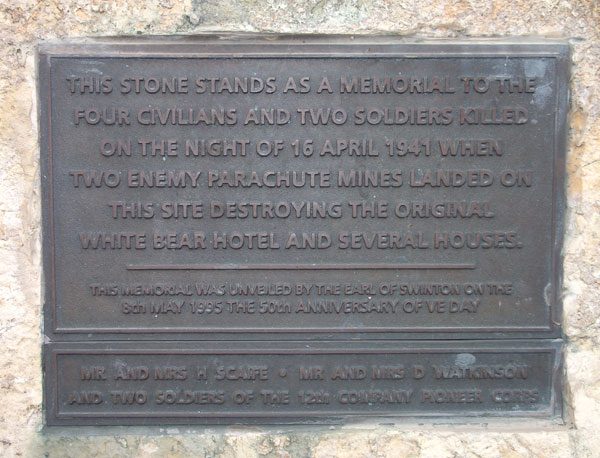 THIS STONE STANDS AS A MEMORIAL TO THE
FOUR CIVILIANS AND TWO SOLDIERS KILLED
ON THE NIGHT OF 16 APRIL 1941 WHEN
TWO ENEMY PARACHUTE MINES LANDED ON
THIS SITE DESTROYING THE ORIGINAL
WHITE BEAR HOTEL AND SEVERAL HOUSES.
THIS MEMORIAL WAS UNVEILED BY THE EARL OF SWINTON ON THE
8th MAY 1995 THE 50th ANNIVERSARY OF VE DAY
MR AND MRS H SCAIFE • MR AND MRS D WATKINSON
AND TWO SOLDIERS OF THE 12th COMPANY PIONEER CORPS